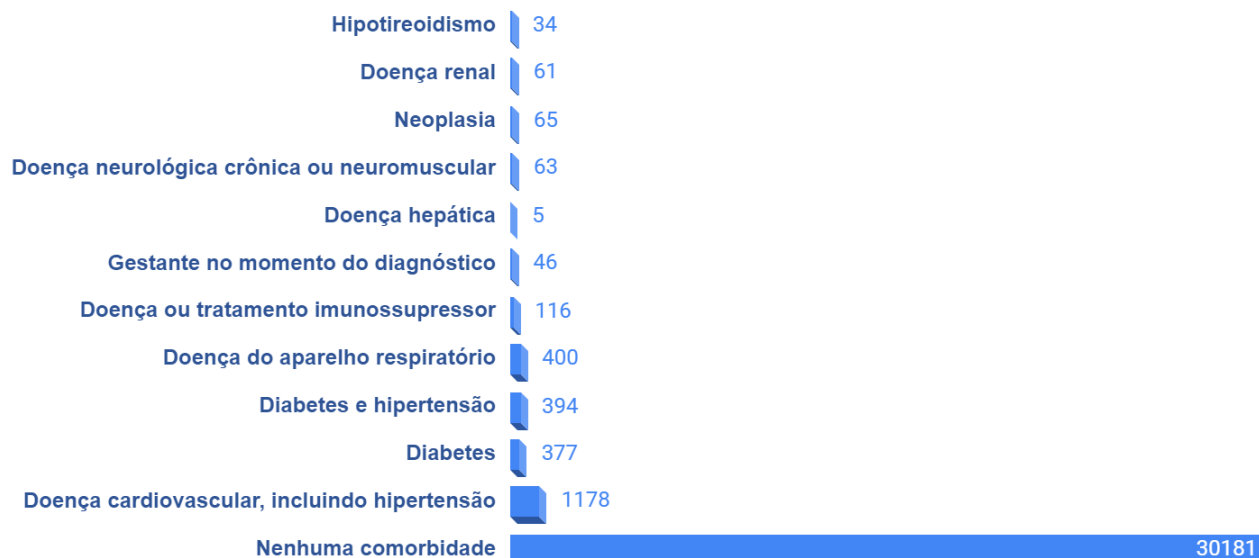 Hipotireoidismo 34
Doença renal 61
Neoplasia 65
Doença neurológica crônica ou neuromuscular 63
Doença hepática 5
Gestante no momento do diagnóstico 46
Doença ou tratamento imunossupressor 116
Doença do aparelho respiratório 400
Diabetes e hipertensão 394
Diabetes 377
Doença cardiovascular, incluindo hipertensão 1178
Nenhuma comorbidade 30181